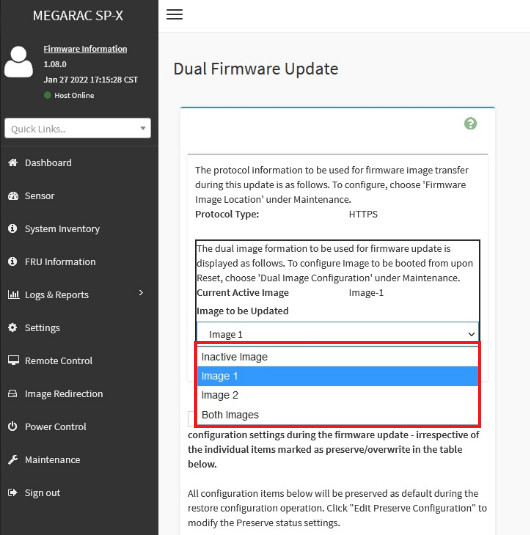 MEGARAC SP-X
Firmware Information
1.08.0
Jan 27 2022 17:15:28 CST
Host Online
Quick Links..
Dashboard
Sensor
System Inventory
FRU Information
Logs & Reports
Settings
Remote Control
Image Redirection
Power Control
Maintenance
Sign out
Dual Firmware Update
The protocol information to be used for firmware image transfer
during this update is as follows. To configure, choose 'Firmware
Image Location' under Maintenance.
Protocol Type: HTTPS
The dual image formation to be used for firmware update is
displayed as follows. To configure Image to be booted from upon
Reset, choose 'Dual Image Configuration' under Maintenance.
Current Active Image Image-1
Image to be Updated
Image 1
Inactive Image
Image 1
Image 2
Both Images
configuration settings during the firmware update - irrespective of
the individual items marked as preserve/overwrite in the table
below.
All configuration items below will be preserved as default during the
restore configuration operation. Click "Edit Preserve Configuration" to
modify the Preserve status settings.